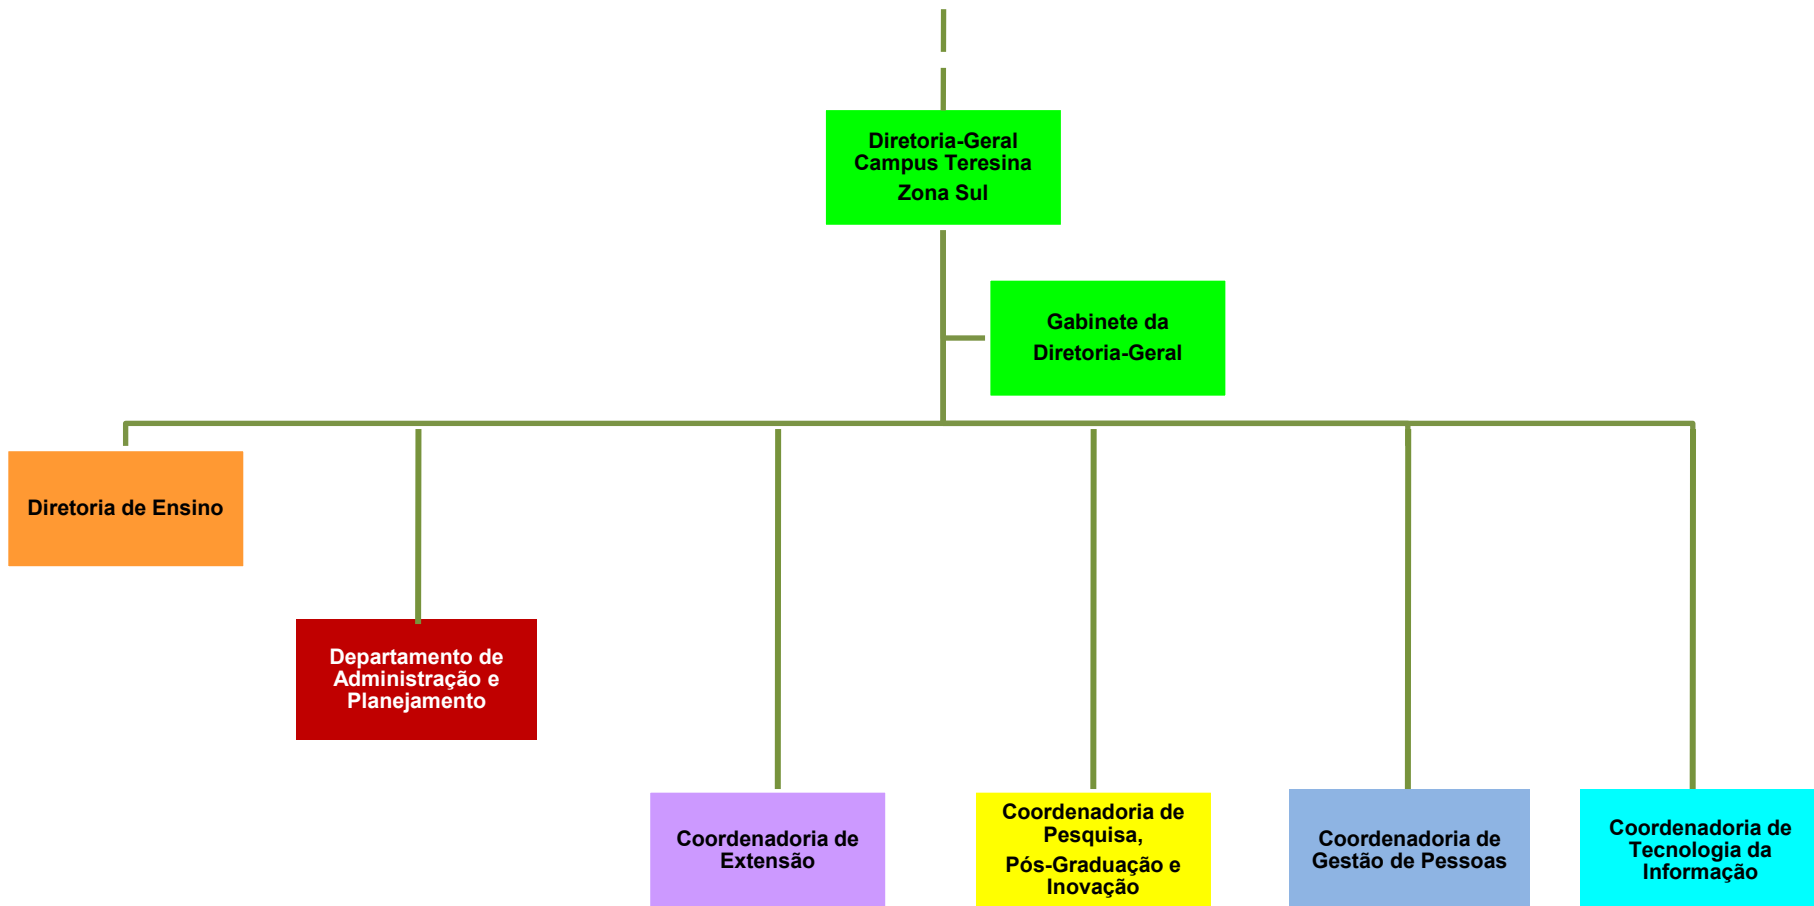 Diretoria-Geral
Campus Teresina
Zona Sul
Gabinete da
Diretoria-Geral
Diretoria de Ensino
Departamento de
Administração e
Planejamento
Coordenadoria de
Extensão
Coordenadoria de
Pesquisa,
Pós-Graduação e
Inovação
Coordenadoria de
Gestão de Pessoas
Coordenadoria de
Tecnologia da
Informação